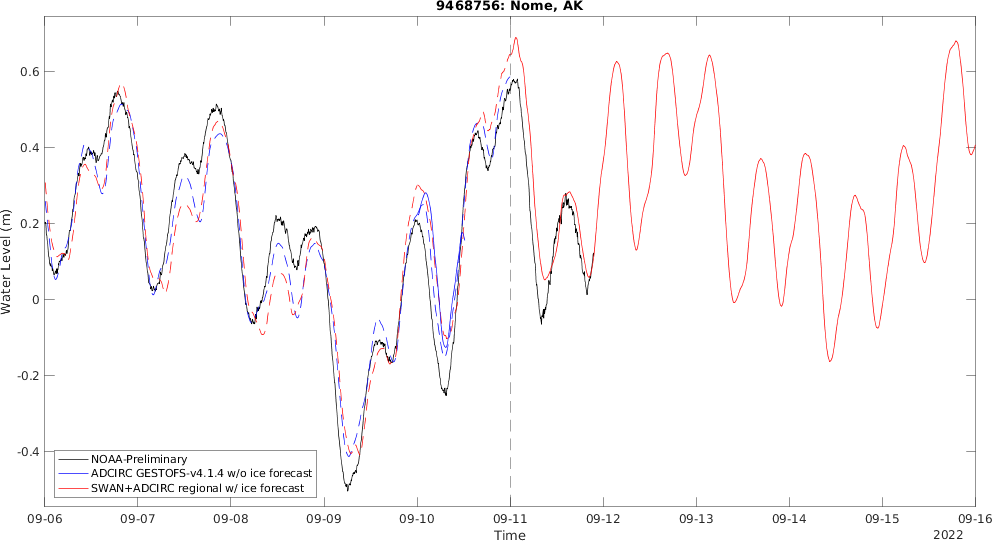 9468756: Nome, AK
Water Level (m)
0.6
0.4
0.2
0
-0.2
-0.4
NOAA-Preliminary
ADCIRC GESTOFS-v4.1.4 w/o ice forecast
SWAN+ADCIRC regional w/ ice forecast
09-06 09-07 09-08 09-09 09-10 09-11 09-12 09-13 09-14 09-15 09-16
Time
2022